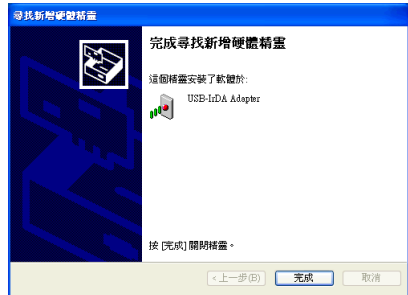 尋找新增硬體精靈
完成尋找新增硬體精靈
這個精靈安裝了軟體於:
USB-IrDA Adapter
按 [完成] 關閉精靈。
<上一步(B)
完成
取消